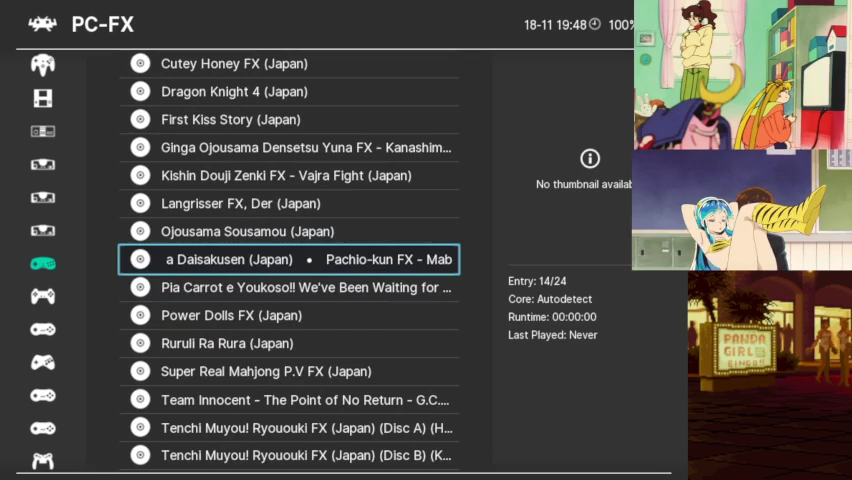 PC-FX
18-11 19:48 100%
Cutey Honey FX (Japan)
Dragon Knight 4 (Japan)
First Kiss Story (Japan)
Ginga Ojousama Densetsu Yuna FX - Kanashim...
Kishin Douji Zenki FX - Vajra Fight (Japan)
Langrisser FX, Der (Japan)
Ojousama Sousamou (Japan)
a Daisakusen (Japan) • Pachio-kun FX - Mab
Pia Carrot e Youkoso!! We've Been Waiting for ...
Power Dolls FX (Japan)
Ruruli Ra Rura (Japan)
Super Real Mahjong P.V FX (Japan)
Team Innocent - The Point of No Return - G.C....
Tenchi Muyou! Ryououki FX (Japan) (Disc A) (H...
Tenchi Muyou! Ryououki FX (Japan) (Disc B) (K...
No thumbnail availab
Entry: 14/24
Core: Autodetect
Runtime: 00:00:00
Last Played: Never
PANDA
GIRL